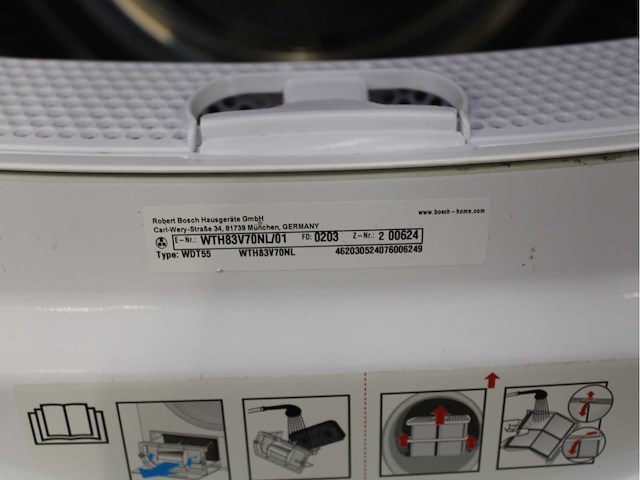 Robert Bosch Hausgeräte GmbH www.bosch-home.com
Carl-Wery-Straße 34, 81739 München, GERMANY
E-Nr.: WTH83V70NL/01 FD: 0203 Z-Nr.: 2 00624
Type: WDT55 WTH83V70NL 462030524076006249